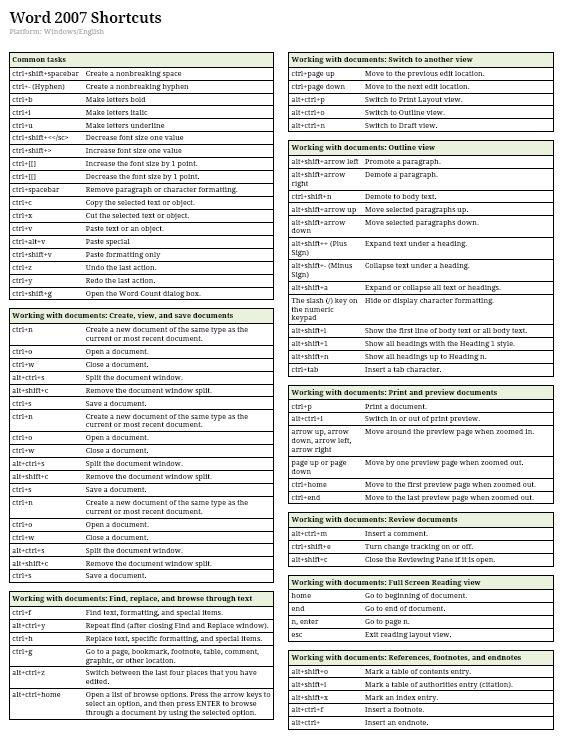 Word 2007 Shortcuts
Platform: Windows/English
Common tasks
ctrl+shift+spacebar Create a nonbreaking space
ctrl+- (Hyphen) Create a nonbreaking hyphen
ctrl+b Make letters bold
ctrl+i Make letters italic
ctrl+u Make letters underline
ctrl+shift+<</sc> Decrease font size one value
ctrl+shift+> Increase font size one value
ctrl+[[] Increase the font size by 1 point.
ctrl+[[] Decrease the font size by 1 point.
ctrl+spacebar Remove paragraph or character formatting.
ctrl+c Copy the selected text or object.
ctrl+x Cut the selected text or object.
ctrl+v Paste text or an object.
ctrl+alt+v Paste special
ctrl+shift+v Paste formatting only
ctrl+z Undo the last action.
ctrl+y Redo the last action.
ctrl+shift+g Open the Word Count dialog box.
Working with documents: Create, view, and save documents
ctrl+n Create a new document of the same type as the
current or most recent document.
ctrl+o Open a document.
ctrl+w Close a document.
alt+ctrl+s Split the document window.
alt+shift+c Remove the document window split.
ctrl+s Save a document.
ctrl+n Create a new document of the same type as the
current or most recent document.
ctrl+o Open a document.
ctrl+w Close a document.
alt+ctrl+s Split the document window.
alt+shift+c Remove the document window split.
ctrl+s Save a document.
ctrl+n Create a new document of the same type as the
current or most recent document.
ctrl+o Open a document.
ctrl+w Close a document.
alt+ctrl+s Split the document window.
alt+shift+c Remove the document window split.
ctrl+s Save a document.
Working with documents: Find, replace, and browse through text
ctrl+f Find text, formatting, and special items.
alt+ctrl+y Repeat find (after closing Find and Replace window).
ctrl+h Replace text, specific formatting, and special items.
ctrl+g Go to a page, bookmark, footnote, table, comment,
graphic, or other location.
alt+ctrl+z Switch between the last four places that you have
edited.
alt+ctrl+home Open a list of browse options. Press the arrow keys to
select an option, and then press ENTER to browse
through a document by using the selected option.
Working with documents: Switch to another view
ctrl+page up Move to the previous edit location.
ctrl+page down Move to the next edit location.
alt+ctrl+p Switch to Print Layout view.
alt+ctrl+o Switch to Outline view.
alt+ctrl+n Switch to Draft view.
Working with documents: Outline view
alt+shift+arrow left Promote a paragraph.
alt+shift+arrow Demote a paragraph.
right
ctrl+shift+n Demote to body text.
alt+shift+arrow up Move selected paragraphs up.
alt+shift+arrow Move selected paragraphs down.
down
alt+shift++ (Plus Expand text under a heading.
Sign)
alt+shift+- (Minus Collapse text under a heading.
Sign)
alt+shift+a Expand or collapse all text or headings.
The slash (/) key on Hide or display character formatting.
the numeric
keypad
alt+shift+l Show the first line of body text or all body text.
alt+shift+1 Show all headings with the Heading 1 style.
alt+shift+n Show all headings up to Heading n.
ctrl+tab Insert a tab character.
Working with documents: Print and preview documents
ctrl+p Print a document.
alt+ctrl+i Switch in or out of print preview.
arrow up, arrow Move around the preview page when zoomed in.
down, arrow left,
arrow right
page up or page Move by one preview page when zoomed out.
down
ctrl+home Move to the first preview page when zoomed out.
ctrl+end Move to the last preview page when zoomed out.
Working with documents: Review documents
alt+ctrl+m Insert a comment.
ctrl+shift+e Turn change tracking on or off.
alt+shift+c Close the Reviewing Pane if it is open.
Working with documents: Full Screen Reading view
home Go to beginning of document.
end Go to end of document.
n, enter Go to page n.
esc Exit reading layout view.
Working with documents: References, footnotes, and endnotes
alt+shift+o Mark a table of contents entry.
alt+shift+i Mark a table of authorities entry (citation).
alt+shift+x Mark an index entry.
alt+ctrl+f Insert a footnote.
alt+ctrl+ Insert an endnote.